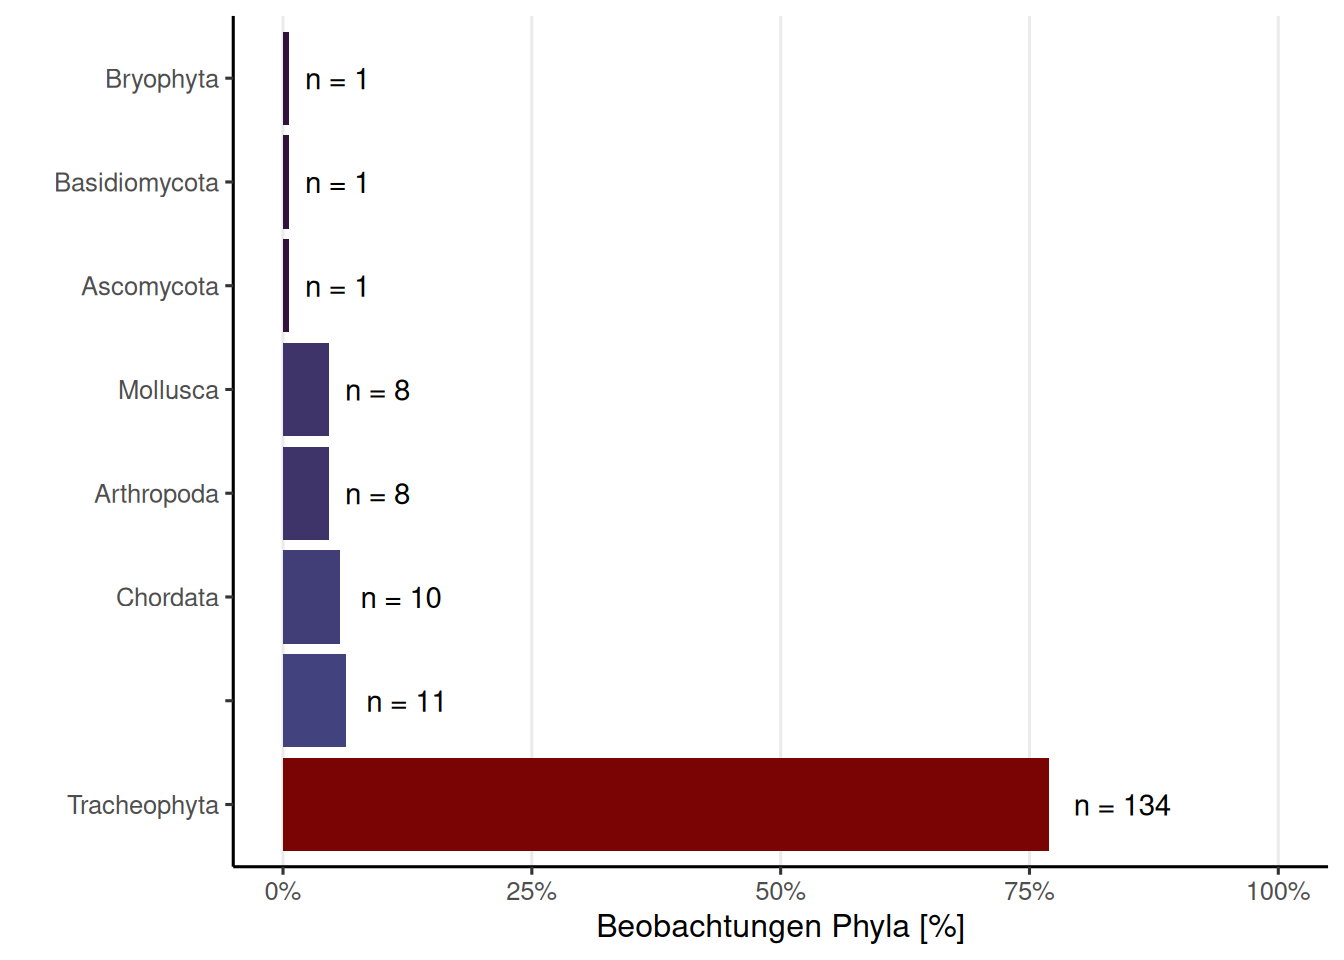 Bryophyta n = 1
Basidiomycota n = 1
Ascomycota n = 1
Mollusca n = 8
Arthropoda n = 8
Chordata n = 10
n = 11
Tracheophyta n = 134
0% 25% 50% 75% 100%
Beobachtungen Phyla [%]